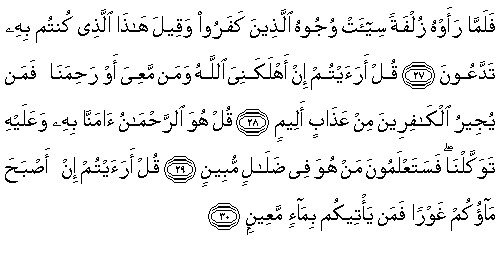 فَلَمَّا رَأَوْهُ زُلْفَةً سِيٓـَٔتْ وُجُوهُ ٱلَّذِينَ كَفَرُوا۟ وَقِيلَ هَـٰذَا ٱلَّذِى كُنتُم بِهِۦ
تَدَّعُونَ ﴿٢٧﴾ قُلْ أَرَءَيْتُمْ إِنْ أَهْلَكَنِىَ ٱللَّهُ وَمَن مَّعِىَ أَوْ رَحِمَنَا فَمَن
يُجِيرُ ٱلْكَـٰفِرِينَ مِنْ عَذَابٍ أَلِيمٍ ﴿٢٨﴾ قُلْ هُوَ ٱلرَّحْمَـٰنُ ءَامَنَّا بِهِۦ وَعَلَيْهِ
تَوَكَّلْنَا ۖ فَسَتَعْلَمُونَ مَنْ هُوَ فِى ضَلَـٰلٍ مُّبِينٍ ﴿٢٩﴾ قُلْ أَرَءَيْتُمْ إِنْ أَصْبَحَ
مَآؤُكُمْ غَوْرًا فَمَن يَأْتِيكُم بِمَآءٍ مَّعِينٍ ﴿٣٠﴾